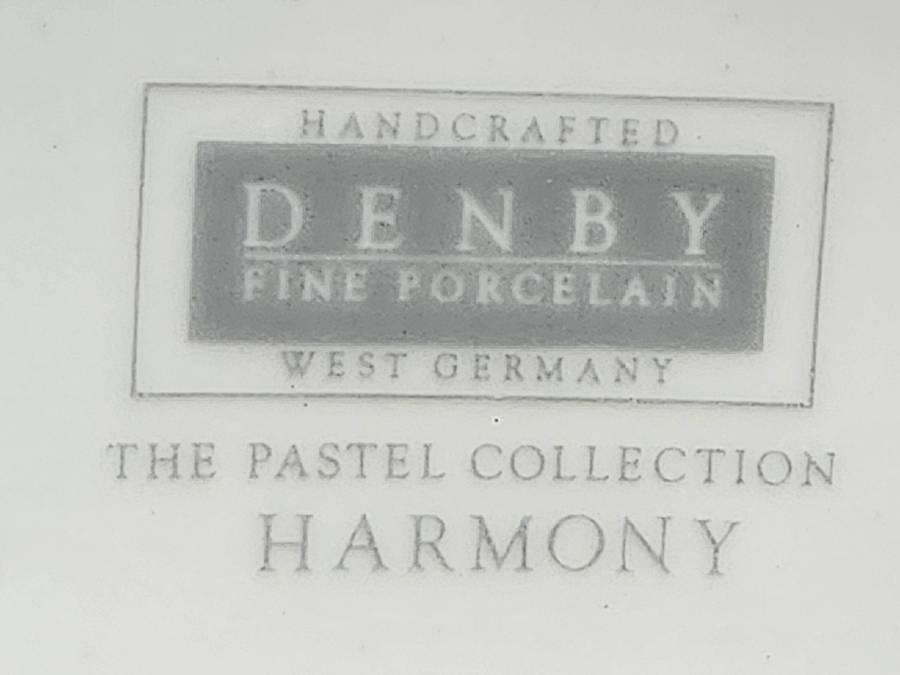 HANDCRAFTED
DENBY
FINE PORCELAIN
WEST GERMANY
THE PASTEL COLLECTION
HARMONY